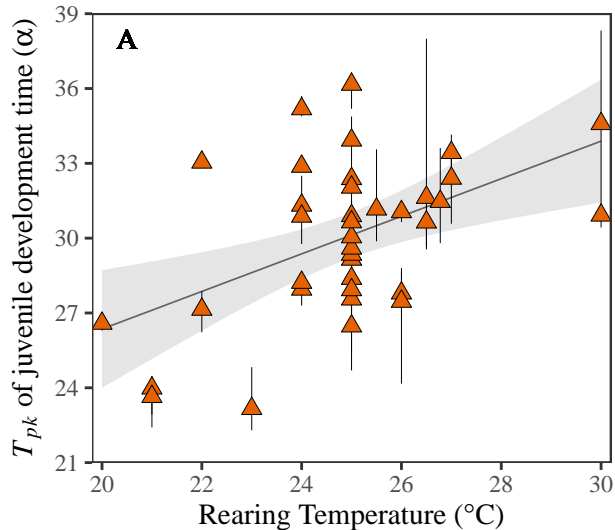 A
39
36
33
30
27
24
21
T_pk of juvenile development time (α)
20 22 24 26 28 30
Rearing Temperature (°C)